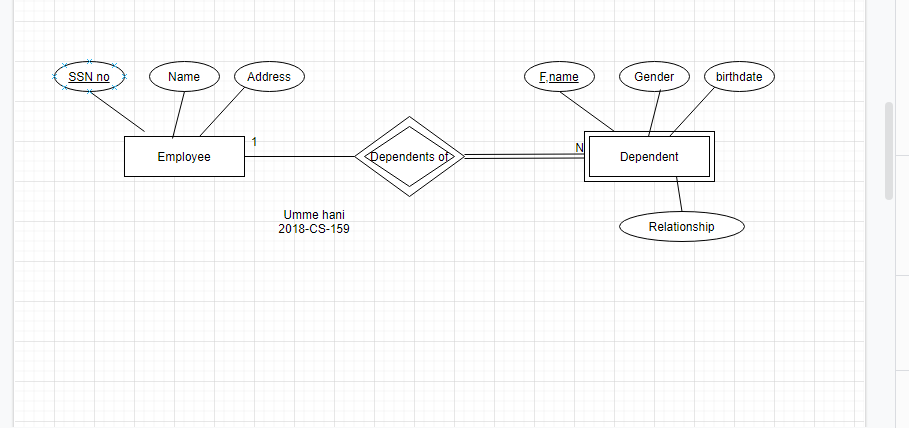 SSN no
Name
Address
F,name
Gender
birthdate
Employee
1
Dependents of
N
Dependent
Umme hani
2018-CS-159
Relationship